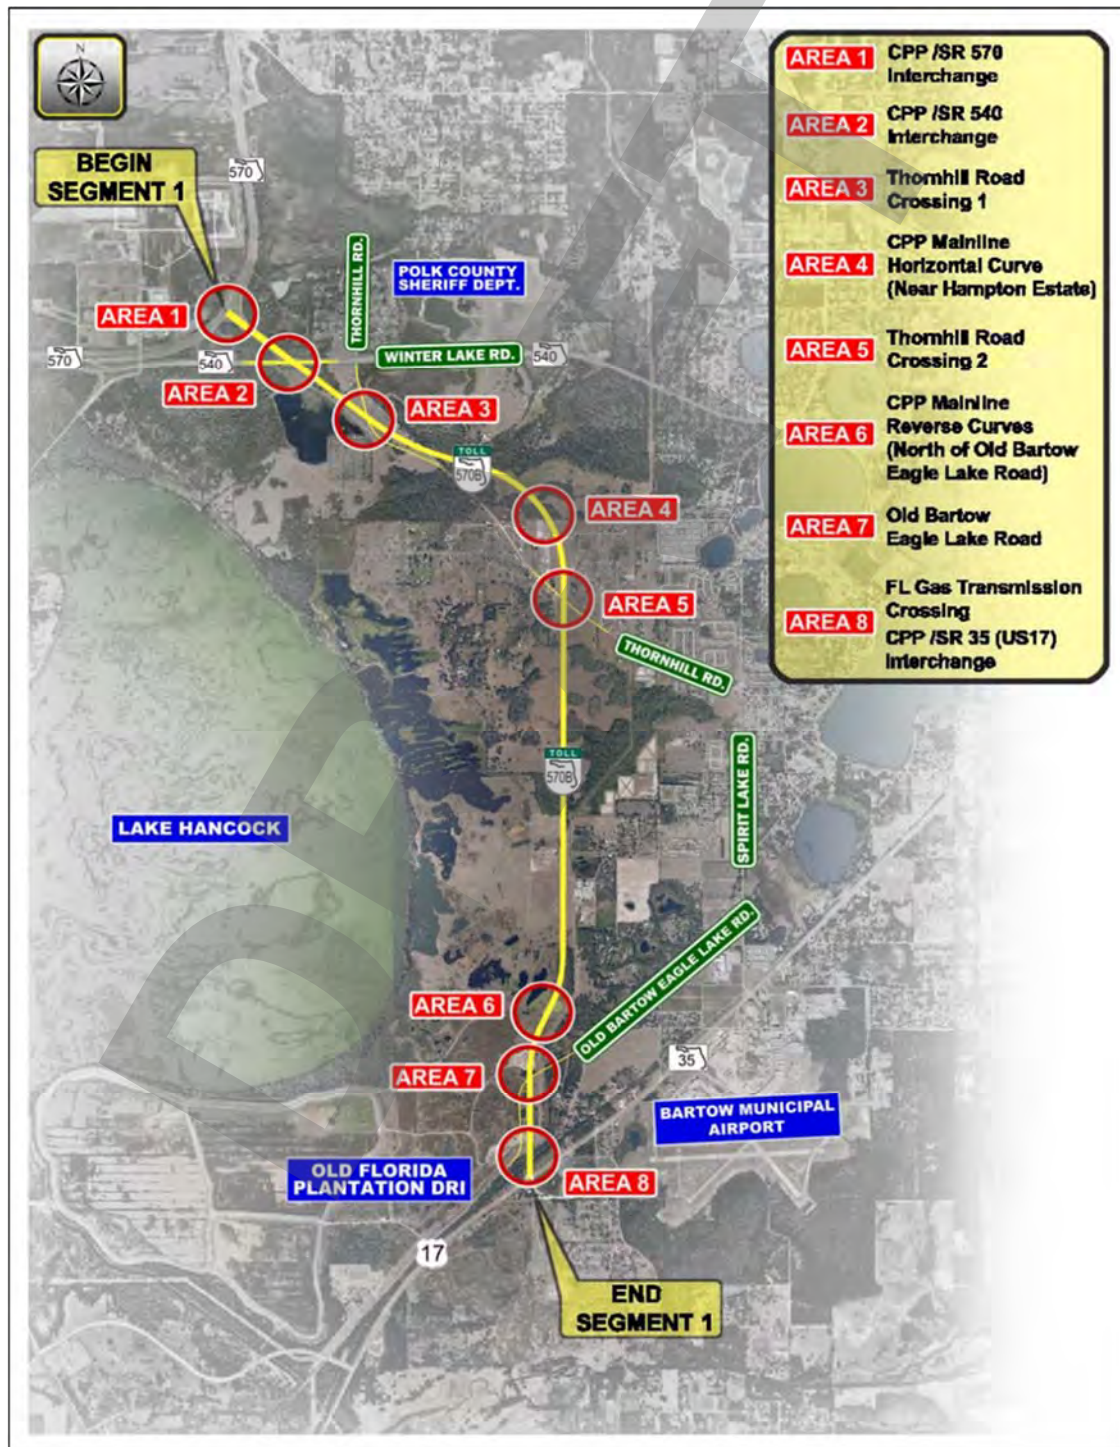 N
BEGIN
SEGMENT 1
570
THORNHILL RD.
POLK COUNTY
SHERIFF DEPT.
AREA 1
570
540
WINTER LAKE RD.
540
AREA 2
AREA 3
TOLL
570B
AREA 4
AREA 5
THORNHILL RD.
TOLL
570B
SPIRIT LAKE RD.
LAKE HANCOCK
OLD BARTOW EAGLE LAKE RD.
AREA 6
35
AREA 7
BARTOW MUNICIPAL
AIRPORT
OLD FLORIDA
PLANTATION DRI
AREA 8
17
END
SEGMENT 1
AREA 1 CPP /SR 570
Interchange
AREA 2 CPP /SR 540
Interchange
AREA 3 Thornhill Road
Crossing 1
AREA 4 CPP Mainline
Horizontal Curve
(Near Hampton Estate)
AREA 5 Thornhill Road
Crossing 2
AREA 6 CPP Mainline
Reverse Curves
(North of Old Bartow
Eagle Lake Road)
AREA 7 Old Bartow
Eagle Lake Road
AREA 8 FL Gas Transmission
Crossing
CPP /SR 35 (US17)
Interchange
DRAFT